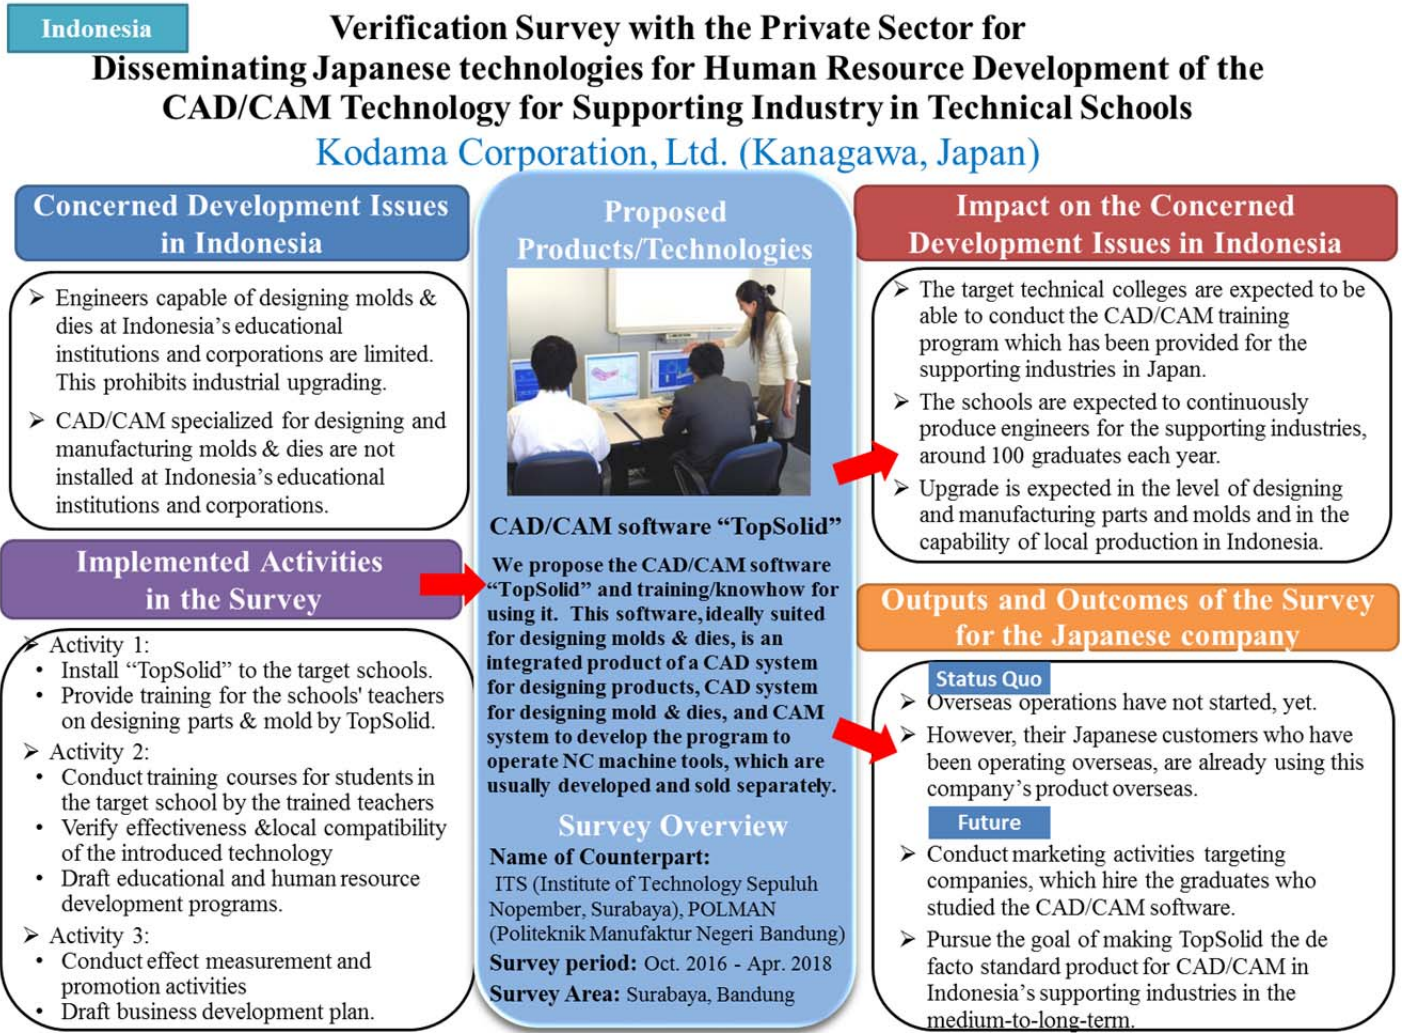 Indonesia
Verification Survey with the Private Sector for
Disseminating Japanese technologies for Human Resource Development of the
CAD/CAM Technology for Supporting Industry in Technical Schools
Kodama Corporation, Ltd. (Kanagawa, Japan)
Concerned Development Issues
in Indonesia
➢ Engineers capable of designing molds &
dies at Indonesia's educational
institutions and corporations are limited.
This prohibits industrial upgrading.
➢ CAD/CAM specialized for designing and
manufacturing molds & dies are not
installed at Indonesia's educational
institutions and corporations.
Implemented Activities
in the Survey
➢ Activity 1:
• Install “TopSolid” to the target schools.
• Provide training for the schools' teachers
on designing parts & mold by TopSolid.
➢ Activity 2:
• Conduct training courses for students in
the target school by the trained teachers
• Verify effectiveness &local compatibility
of the introduced technology
• Draft educational and human resource
development programs.
➢ Activity 3:
• Conduct effect measurement and
promotion activities
• Draft business development plan.
Proposed
Products/Technologies
CAD/CAM software “TopSolid”
We propose the CAD/CAM software
“TopSolid” and training/knowhow for
using it. This software, ideally suited
for designing molds & dies, is an
integrated product of a CAD system
for designing products, CAD system
for designing mold & dies, and CAM
system to develop the program to
operate NC machine tools, which are
usually developed and sold separately.
Survey Overview
Name of Counterpart:
ITS (Institute of Technology Sepuluh
Nopember, Surabaya), POLMAN
(Politeknik Manufaktur Negeri Bandung)
Survey period: Oct. 2016 - Apr. 2018
Survey Area: Surabaya, Bandung
Impact on the Concerned
Development Issues in Indonesia
➢ The target technical colleges are expected to be
able to conduct the CAD/CAM training
program which has been provided for the
supporting industries in Japan.
➢ The schools are expected to continuously
produce engineers for the supporting industries,
around 100 graduates each year.
➢ Upgrade is expected in the level of designing
and manufacturing parts and molds and in the
capability of local production in Indonesia.
Outputs and Outcomes of the Survey
for the Japanese company
Status Quo
➢ Overseas operations have not started, yet.
➢ However, their Japanese customers who have
been operating overseas, are already using this
company's product overseas.
Future
➢ Conduct marketing activities targeting
companies, which hire the graduates who
studied the CAD/CAM software.
➢ Pursue the goal of making TopSolid the de
facto standard product for CAD/CAM in
Indonesia's supporting industries in the
medium-to-long-term.